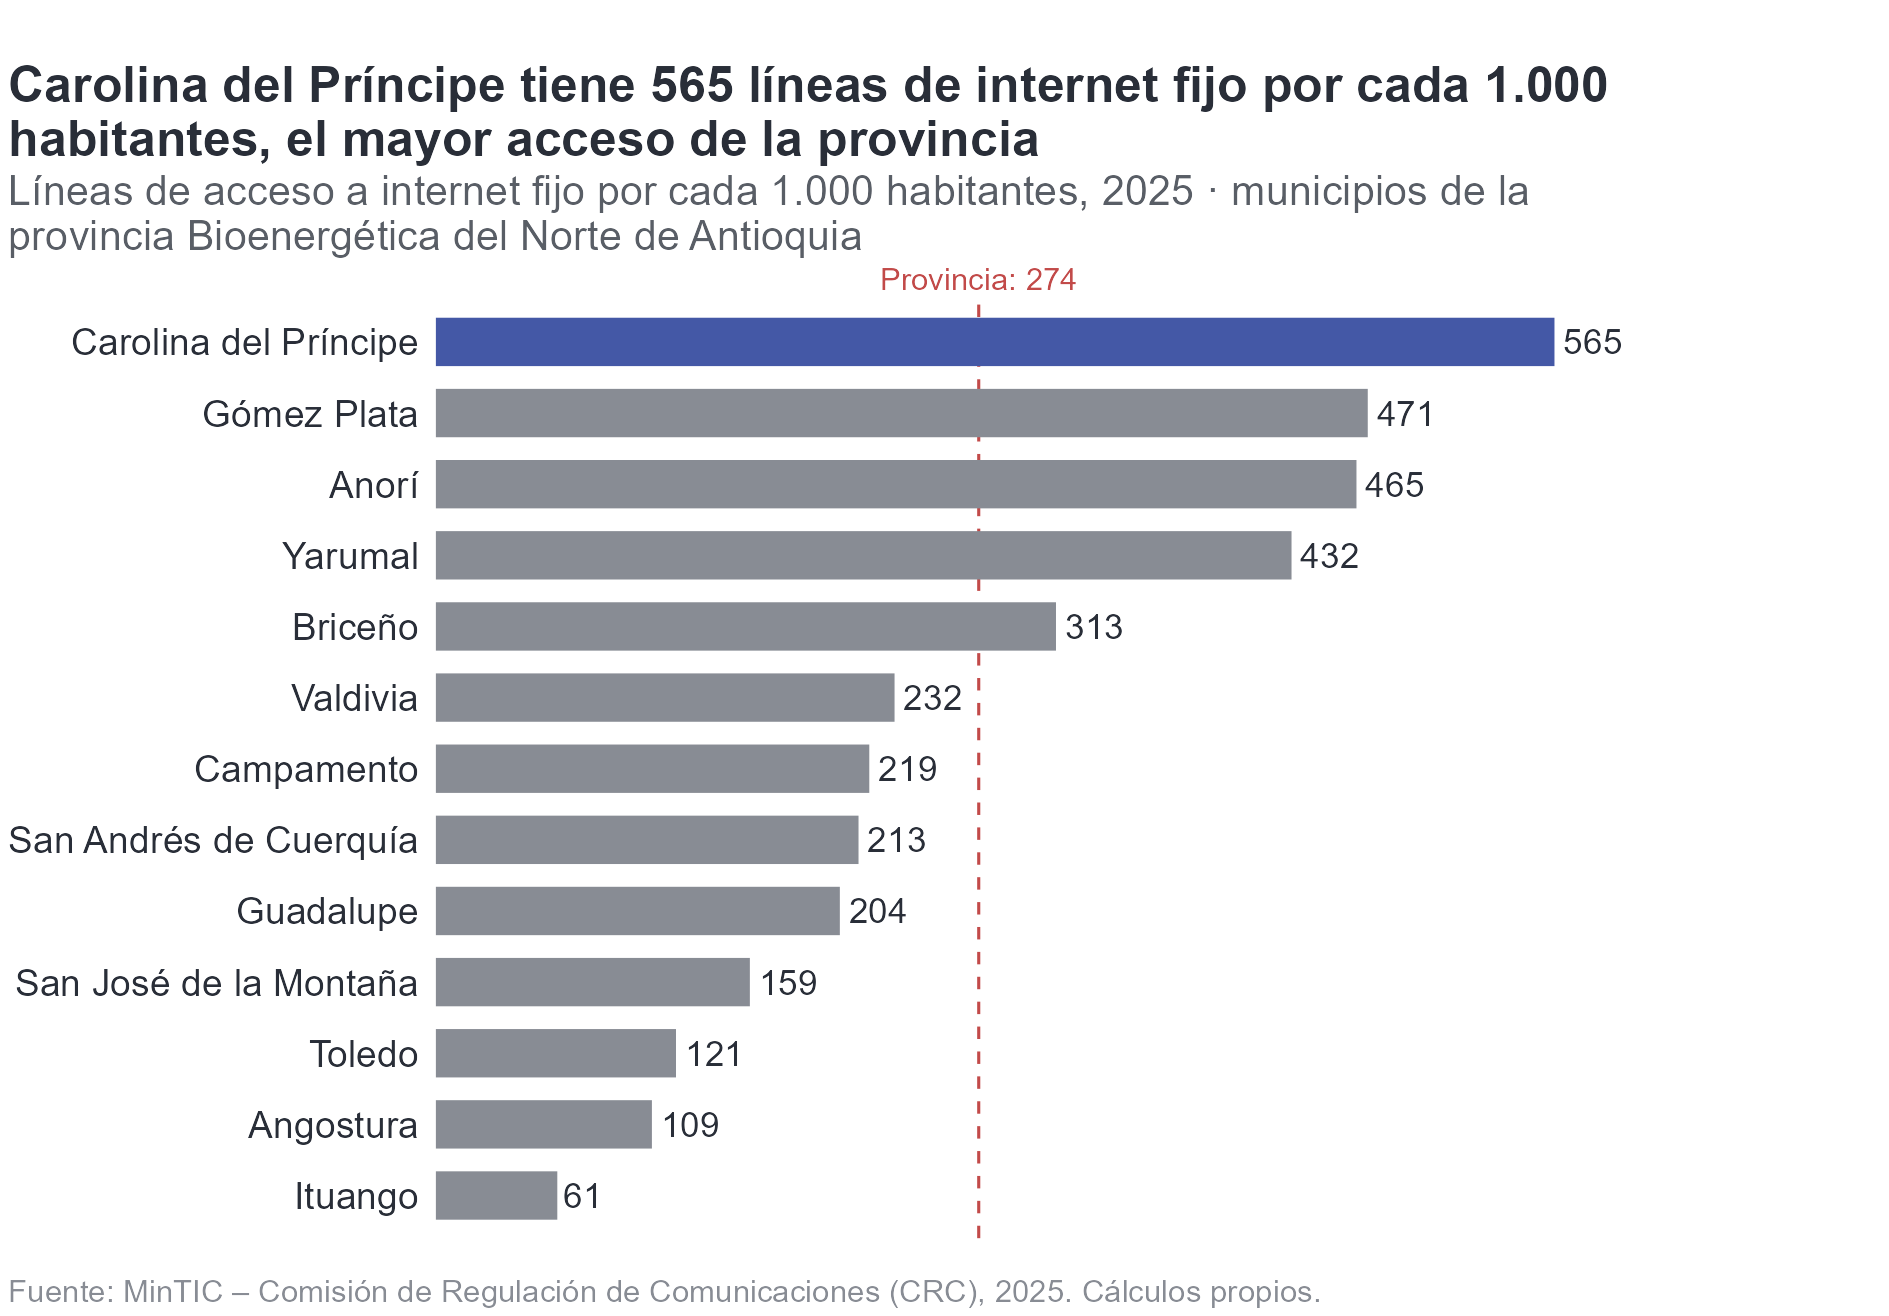 Carolina del Príncipe tiene 565 líneas de internet fijo por cada 1.000
habitantes, el mayor acceso de la provincia
Líneas de acceso a internet fijo por cada 1.000 habitantes, 2025 · municipios de la
provincia Bioenergética del Norte de Antioquia
Provincia: 274
Carolina del Príncipe 565
Gómez Plata 471
Anorí 465
Yarumal 432
Briceño 313
Valdivia 232
Campamento 219
San Andrés de Cuerquía 213
Guadalupe 204
San José de la Montaña 159
Toledo 121
Angostura 109
Ituango 61
Fuente: MinTIC – Comisión de Regulación de Comunicaciones (CRC), 2025. Cálculos propios.